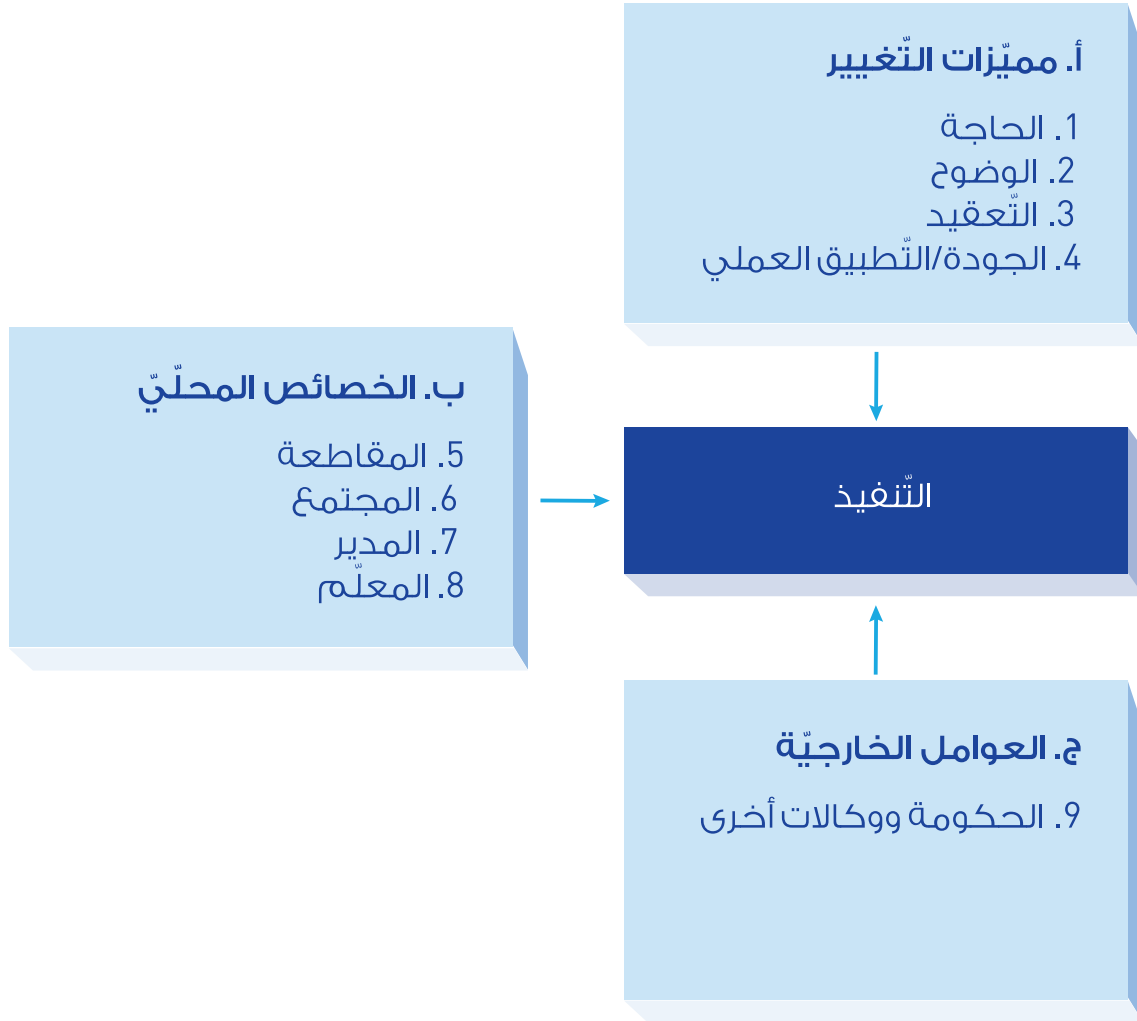 أ. مميّزات التّغيير
1. الحاجة
2. الوضوح
3. التّعقيد
4. الجودة/التّطبيق العملي
ب. الخصائص المحلّيّ
5. المقاطعة
6. المجتمع
7. المدير
8. المعلّم
التّنفيذ
ج. العوامل الخارجيّة
9. الحكومة ووكالات أخرى